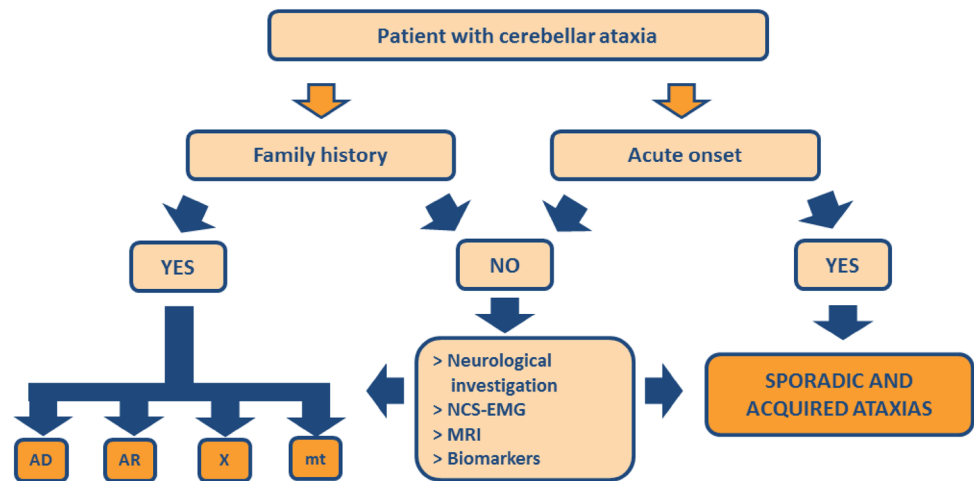 Patient with cerebellar ataxia
Family history
Acute onset
YES
NO
YES
> Neurological
investigation
> NCS-EMG
> MRI
> Biomarkers
SPORADIC AND
ACQUIRED ATAXIAS
AD
AR
X
mt